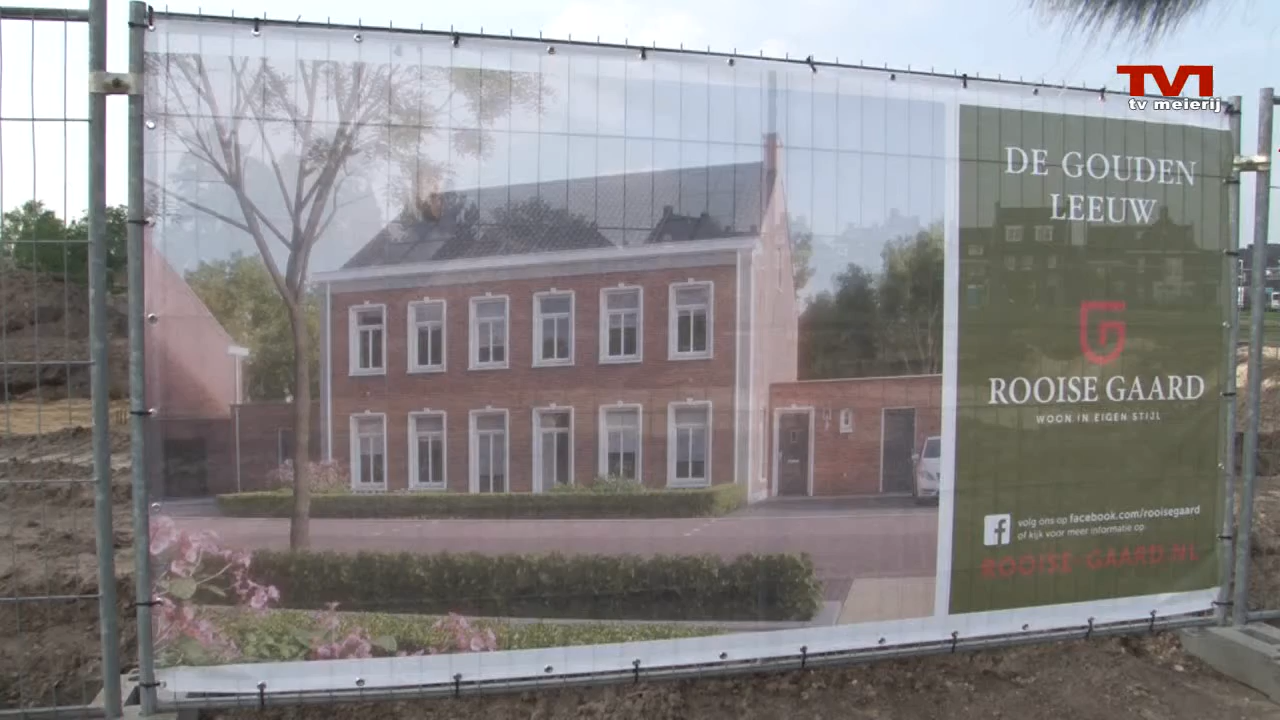 TVM
tv meierij
DE GOUDEN
LEEUW
ROOISE GAARD
WOON IN EIGEN STIJL
volg ons op facebook.com/rooisegaard
of kijk voor meer informatie op:
ROOISE-GAARD.NL